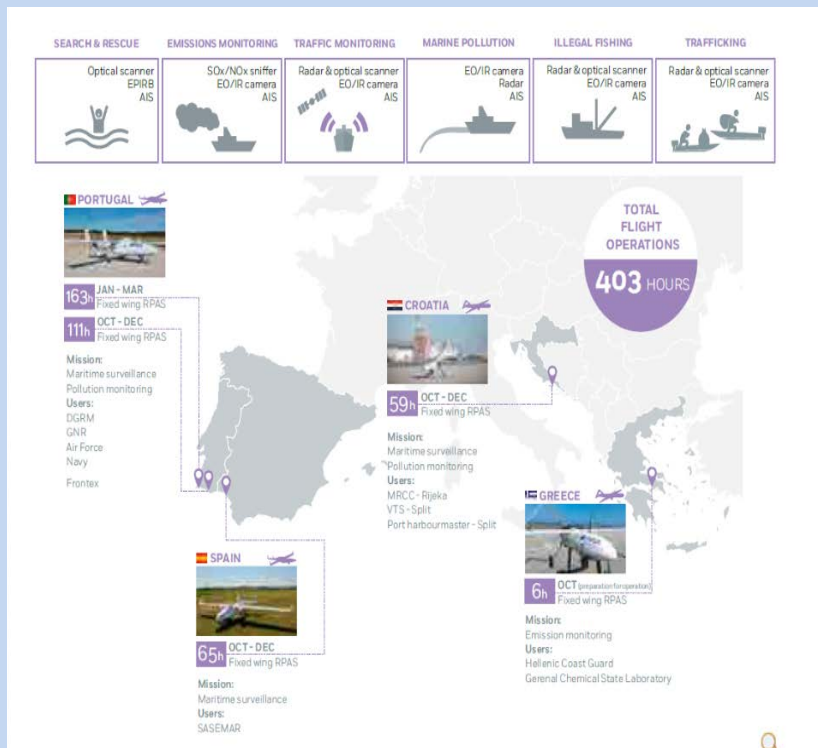 SEARCH & RESCUE
Optical scanner
EPIRB
AIS
EMISSIONS MONITORING
SOx/NOx sniffer
EO/IR camera
AIS
TRAFFIC MONITORING
Radar & optical scanner
EO/IR camera
AIS
MARINE POLLUTION
EO/IR camera
Radar
AIS
ILLEGAL FISHING
Radar & optical scanner
EO/IR camera
AIS
TRAFFICKING
Radar & optical scanner
EO/IR camera
AIS
TOTAL
FLIGHT
OPERATIONS
403 HOURS
PORTUGAL
163h JAN - MAR
Fixed wing RPAS
111h OCT - DEC
Fixed wing RPAS
Mission:
Maritime surveillance
Pollution monitoring
Users:
DGRM
GNR
Air Force
Navy
Frontex
CROATIA
59h OCT - DEC
Fixed wing RPAS
Mission:
Maritime surveillance
Pollution monitoring
Users:
MRCC - Rijeka
VTS - Split
Port harbourmaster - Split
SPAIN
65h OCT - DEC
Fixed wing RPAS
Mission:
Maritime surveillance
Users:
SASEMAR
GREECE
6h OCT (preparation for operation)
Fixed wing RPAS
Mission:
Emission monitoring
Users:
Hellenic Coast Guard
Gerenal Chemical State Laboratory